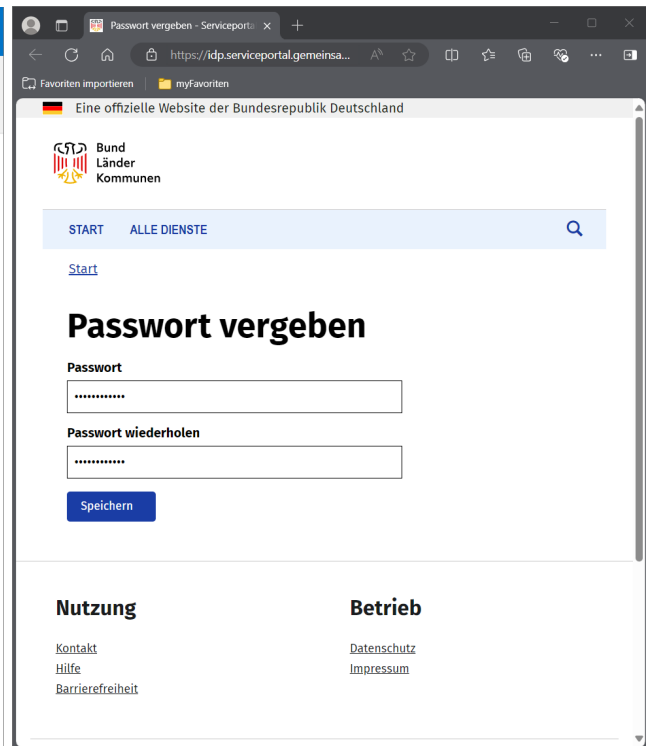 Passwort vergeben - Serviceporta
https://idp.serviceportal.gemeinsa...
Favoriten importieren
myFavoriten
Eine offizielle Website der Bundesrepublik Deutschland
Bund
Länder
Kommunen
START ALLE DIENSTE
Start
Passwort vergeben
Passwort
••••••••••••
Passwort wiederholen
••••••••••••
Speichern
Nutzung
Kontakt
Hilfe
Barrierefreiheit
Betrieb
Datenschutz
Impressum